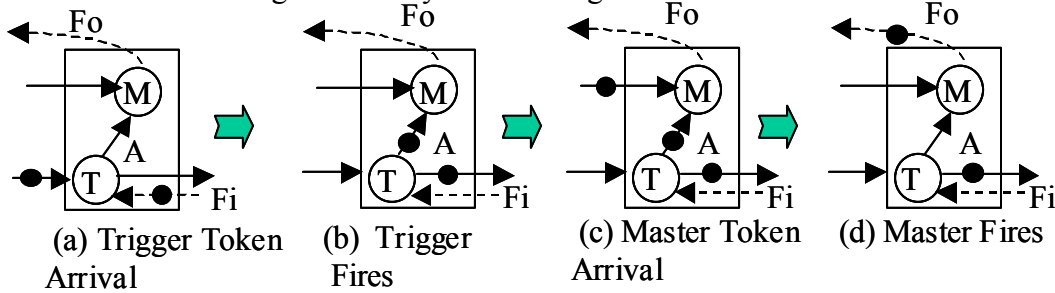 Fo
M
A
T
Fi
(a) Trigger Token
Arrival
Fo
M
A
T
Fi
(b) Trigger
Fires
Fo
M
A
T
Fi
(c) Master Token
Arrival
Fo
M
A
T
Fi
(d) Master Fires